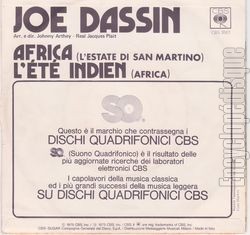 JOE DASSIN
Arr. e dir. Johnny Arthey - Real Jacques Plait
CBS
AFRICA (L'ESTATE DI SAN MARTINO)
L'ÉTÉ INDIEN (AFRICA)
SQ
Questo è il marchio che contrassegna i
DISCHI QUADRIFONICI CBS
SQ (Suono Quadrifonico) è il risultato delle
più aggiornate ricerche dei laboratori
elettronici CBS
I capolavori della musica classica
ed i più grandi successi della musica leggera
SU DISCHI QUADRIFONICI CBS